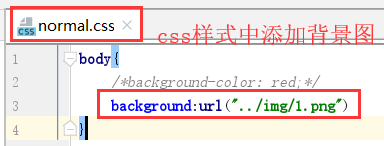 normal.css
css样式中添加背景图
css
1 body{
2 /*background-color: red;*/
3 background:url("../img/1.png")
4 }